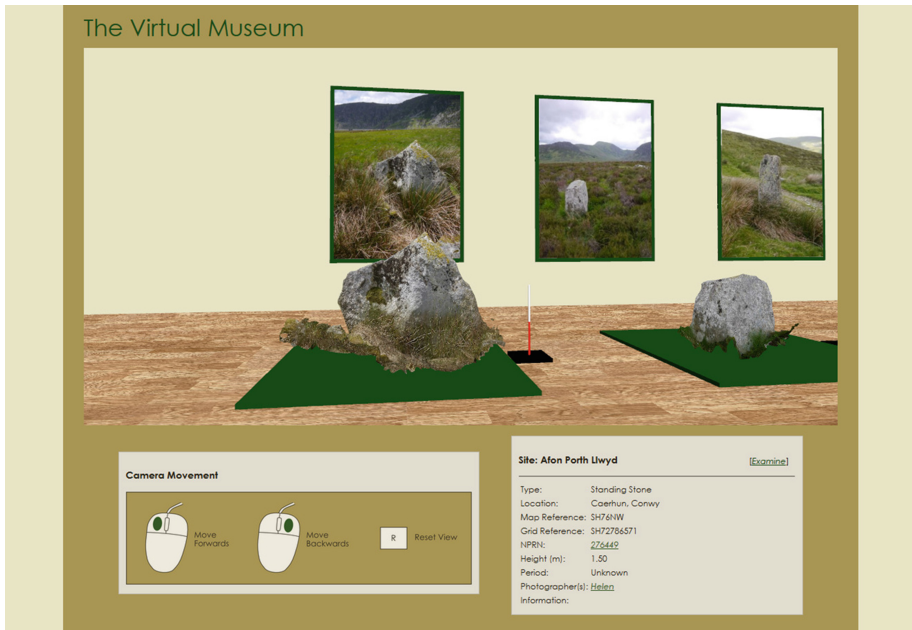 The Virtual Museum
Camera Movement
Move
Forwards
Move
Backwards
R
Reset View
Site: Afon Porth Llwyd
[Examine]
Type: Standing Stone
Location: Caerhun, Conwy
Map Reference: SH76NW
Grid Reference: SH72786571
NPRN: 276449
Height (m): 1.50
Period: Unknown
Photographer(s): Helen
Information: